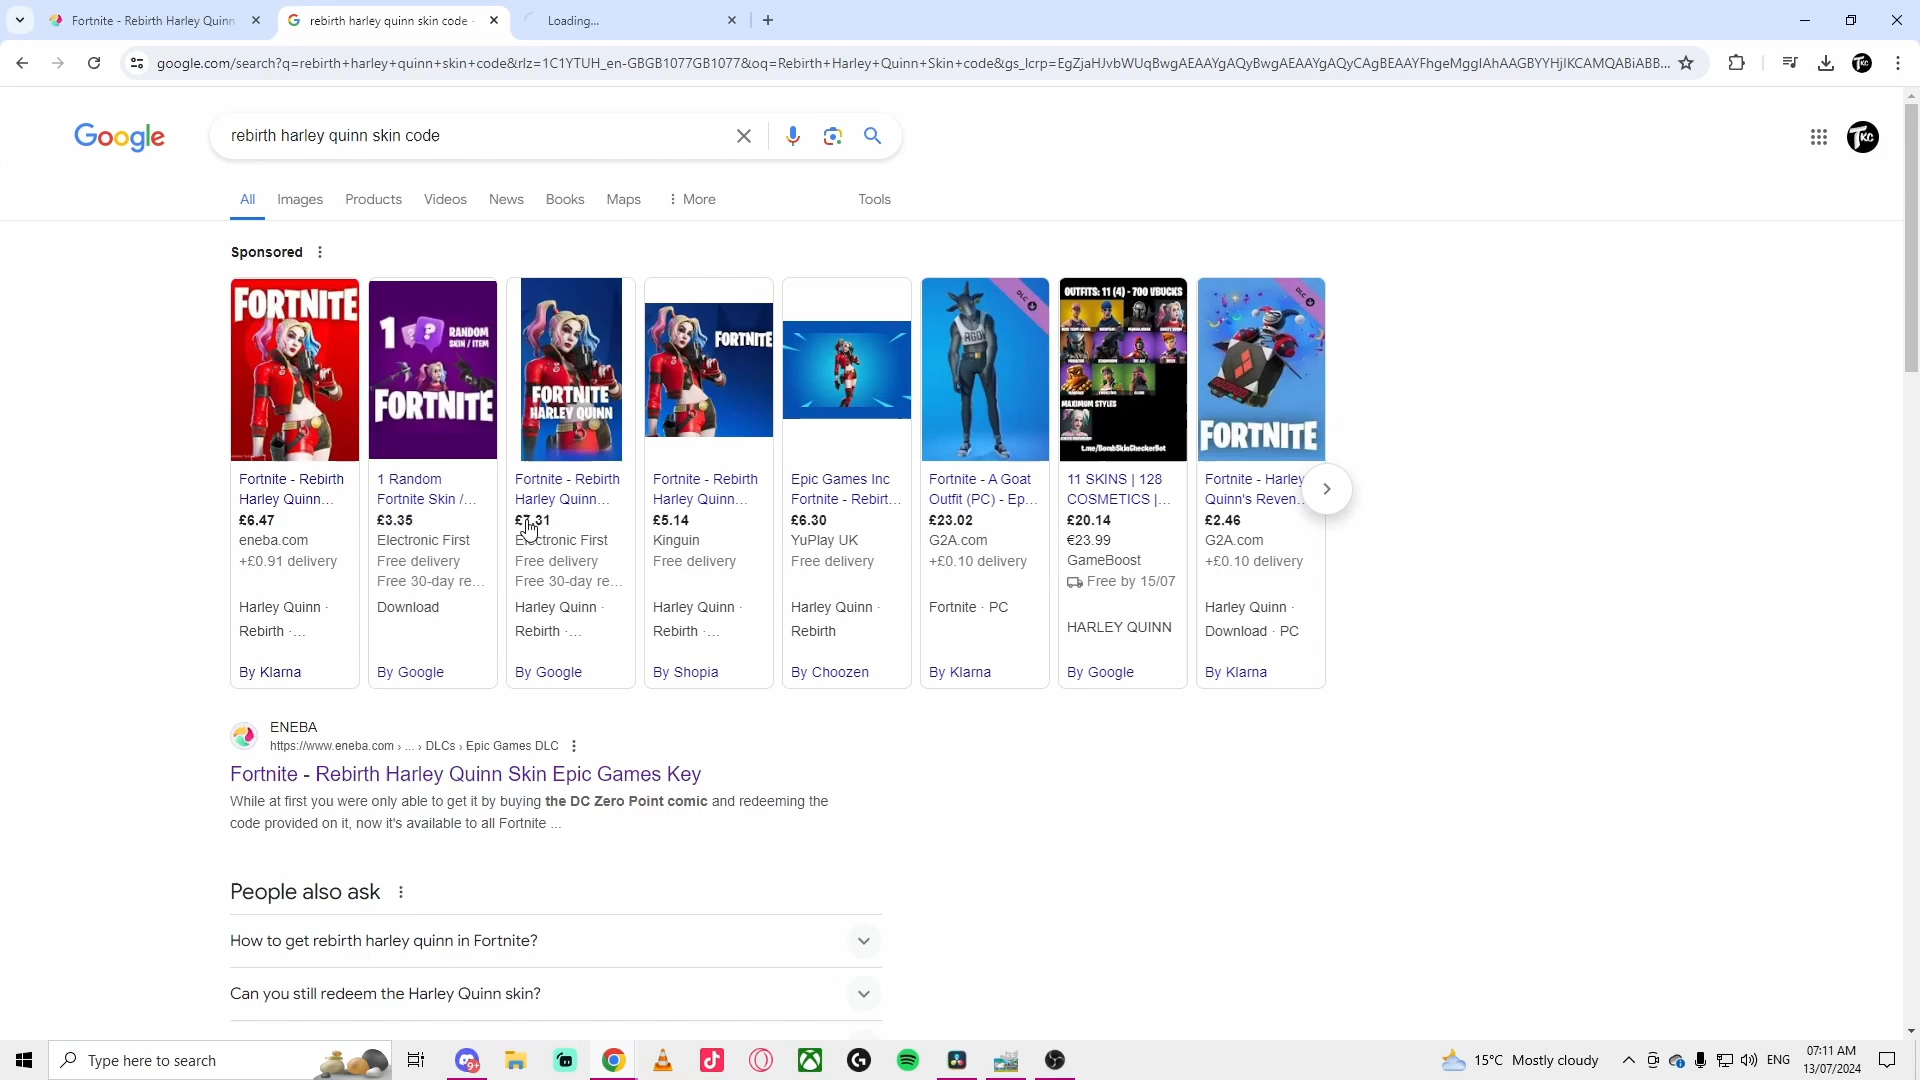 Fortnite - Rebirth Harley Quinn
rebirth harley quinn skin code -
Loading...
google.com/search?q=rebirth+harley+quinn+skin+code&rlz=1C1YTUH_en-GBGB1077GB1077&oq=Rebirth+Harley+Quinn+Skin+code&gs_lcrp=EgZjaHJvbWUqBwgAEAAYgAQyBwgAEAAYgAQyCAgBEAAYFhgeMggIAhAAGBYYHjIKCAMQABiABB...
TKC
Google
rebirth harley quinn skin code
TKC
All Images Products Videos News Books Maps More Tools
Sponsored
FORTNITE
1 ? RANDOM
SKIN / ITEM
FORTNITE
FORTNITE
HARLEY QUINN
FORTNITE
DLC
AGOI
OUTFITS: 11 (4) - 700 VBUCKS
MAXIMUM STYLES
t.me/BombSkinCheckerBot
DLC
FORTNITE
Fortnite - Rebirth
Harley Quinn...
£6.47
eneba.com
+£0.91 delivery
Harley Quinn ·
Rebirth ·...
By Klarna
1 Random
Fortnite Skin /...
£3.35
Electronic First
Free delivery
Free 30-day re...
Download
By Google
Fortnite - Rebirth
Harley Quinn...
£7.31
Electronic First
Free delivery
Free 30-day re...
Harley Quinn ·
Rebirth ·...
By Google
Fortnite - Rebirth
Harley Quinn...
£5.14
Kinguin
Free delivery
Harley Quinn ·
Rebirth ·...
By Shopia
Epic Games Inc
Fortnite - Rebirt...
£6.30
YuPlay UK
Free delivery
Harley Quinn ·
Rebirth
By Choozen
Fortnite - A Goat
Outfit (PC) - Ep...
£23.02
G2A.com
+£0.10 delivery
Fortnite · PC
By Klarna
11 SKINS | 128
COSMETICS |...
£20.14
€23.99
GameBoost
Free by 15/07
HARLEY QUINN
By Google
Fortnite - Harley
Quinn's Reven...
£2.46
G2A.com
+£0.10 delivery
Harley Quinn ·
Download · PC
By Klarna
ENEBA
https://www.eneba.com › ... › DLCs › Epic Games DLC
Fortnite - Rebirth Harley Quinn Skin Epic Games Key
While at first you were only able to get it by buying the DC Zero Point comic and redeeming the
code provided on it, now it's available to all Fortnite ...
People also ask
How to get rebirth harley quinn in Fortnite?
Can you still redeem the Harley Quinn skin?
Type here to search
9+
15°C Mostly cloudy
ENG
07:11 AM
13/07/2024